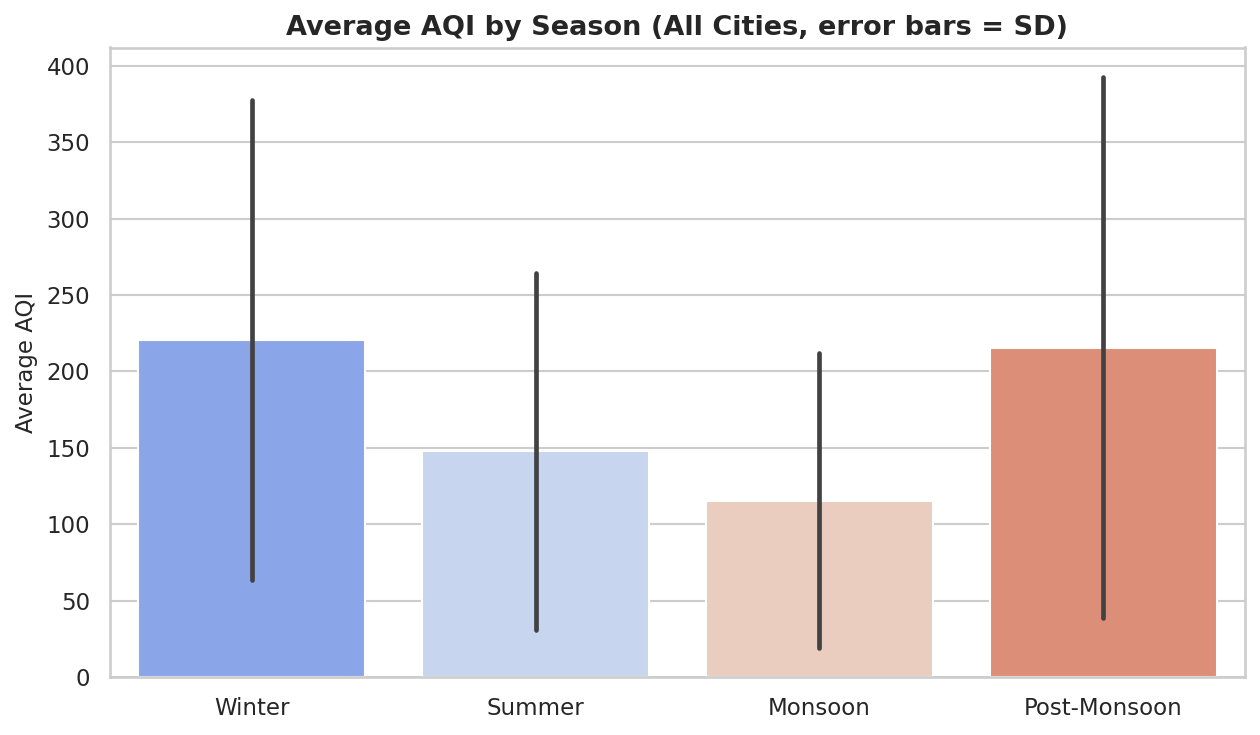 Average AQI by Season (All Cities, error bars = SD)
Average AQI
400
350
300
250
200
150
100
50
0
Winter
Summer
Monsoon
Post-Monsoon